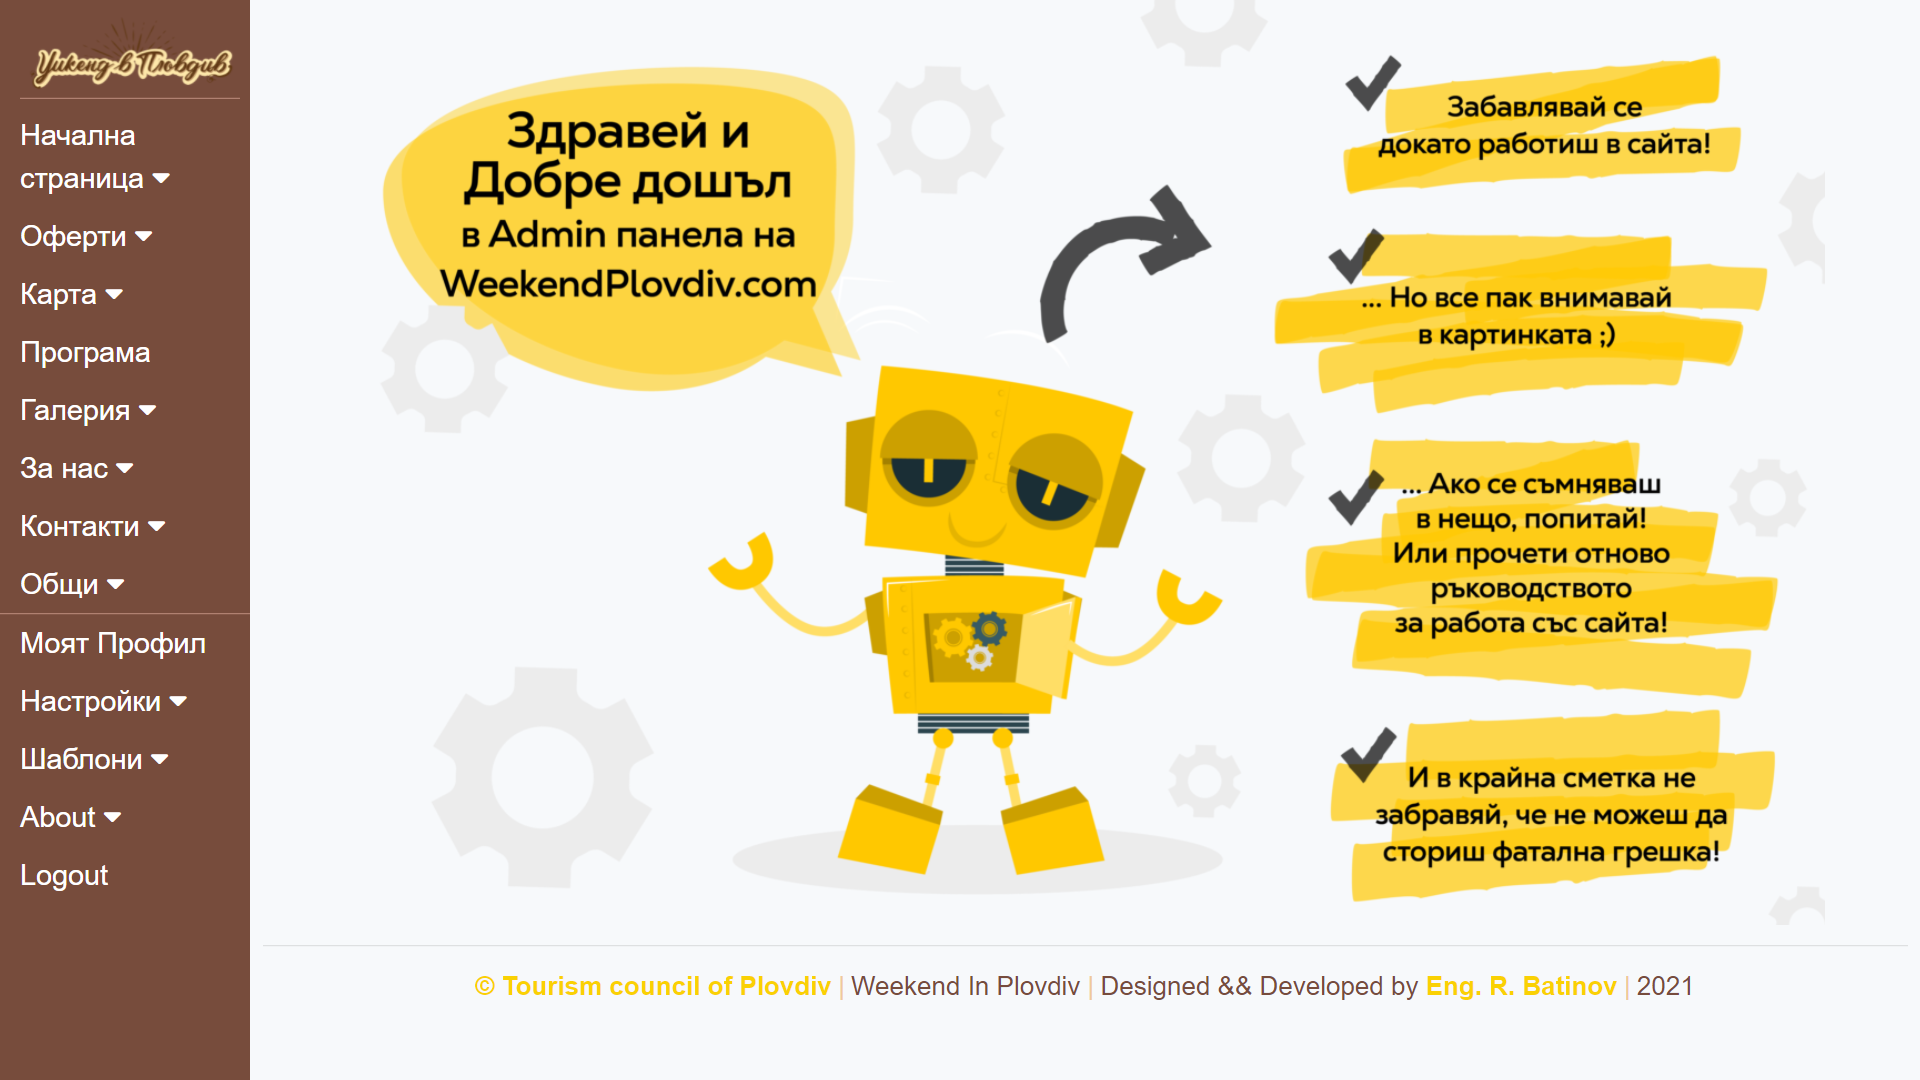 Уикенд в Пловдив
Начална
страница
Оферти
Карта
Програма
Галерия
За нас
Контакти
Общи
Моят Профил
Настройки
Шаблони
About
Logout
Здравей и
Добре дошъл
в Admin панела на
WeekendPlovdiv.com
Забавлявай се
докато работиш в сайта!
... Но все пак внимавай
в картинката ;)
... Ако се съмняваш
в нещо, попитай!
Или прочети отново
ръководството
за работа със сайта!
И в крайна сметка не
забравяй, че не можеш да
сториш фатална грешка!
© Tourism council of Plovdiv | Weekend In Plovdiv | Designed && Developed by Eng. R. Batinov | 2021